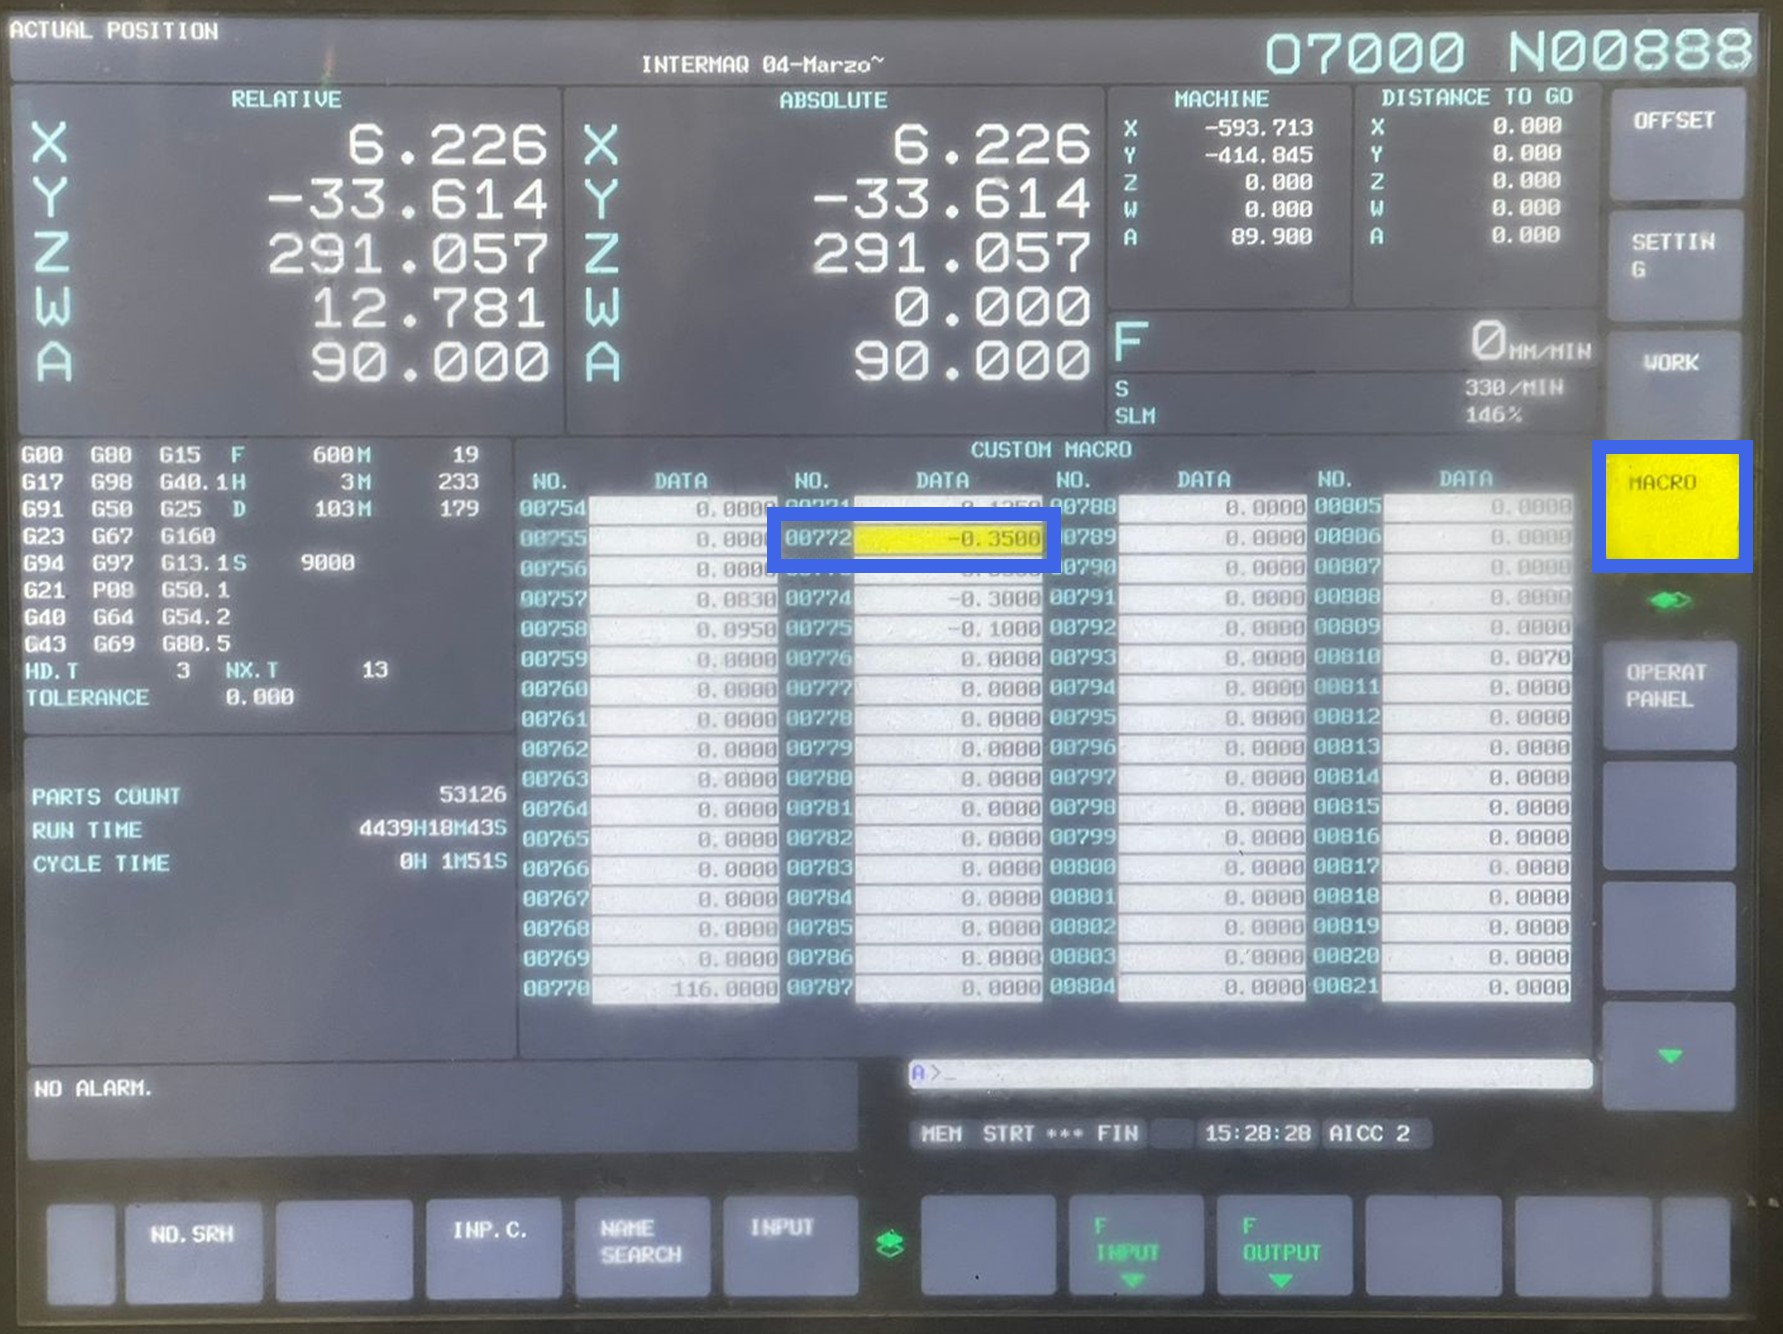 ACTUAL POSITION
INTERMAQ 04-Marzo~
O7000 N00888
RELATIVE
X 6.226
Y -33.614
Z 291.057
W 12.781
A 90.000
ABSOLUTE
X 6.226
Y -33.614
Z 291.057
W 0.000
A 90.000
MACHINE
X -593.713
Y -414.845
Z 0.000
W 0.000
A 89.900
DISTANCE TO GO
X 0.000
Y 0.000
Z 0.000
W 0.000
A 0.000
F 0 MM/MIN
S 330/MIN
SLM 146%
G00 G80 G15 F 600 M 19
G17 G98 G40.1 H 3 M 233
G91 G50 G25 D 103 M 179
G23 G67 G160
G94 G97 G13.1 S 9000
G21 P08 G50.1
G40 G64 G54.2
G43 G69 G80.5
HD.T 3 NX.T 13
TOLERANCE 0.000
PARTS COUNT 53126
RUN TIME 4439H18M43S
CYCLE TIME 0H 1M51S
CUSTOM MACRO
NO. DATA NO. DATA NO. DATA NO. DATA
00754 0.0000 00788 0.0000 00805 0.0000
00755 0.0000 00772 -0.3500 00789 0.0000 00806 0.0000
00756 0.0000 00790 0.0000 00807 0.0000
00757 0.0830 00774 -0.3000 00791 0.0000 00808 0.0000
00758 0.0950 00775 -0.1000 00792 0.0000 00809 0.0000
00759 0.0000 00776 0.0000 00793 0.0000 00810 0.0070
00760 0.0000 00777 0.0000 00794 0.0000 00811 0.0000
00761 0.0000 00778 0.0000 00795 0.0000 00812 0.0000
00762 0.0000 00779 0.0000 00796 0.0000 00813 0.0000
00763 0.0000 00780 0.0000 00797 0.0000 00814 0.0000
00764 0.0000 00781 0.0000 00798 0.0000 00815 0.0000
00765 0.0000 00782 0.0000 00799 0.0000 00816 0.0000
00766 0.0000 00783 0.0000 00800 0.0000 00817 0.0000
00767 0.0000 00784 0.0000 00801 0.0000 00818 0.0000
00768 0.0000 00785 0.0000 00802 0.0000 00819 0.0000
00769 0.0000 00786 0.0000 00803 0.0000 00820 0.0000
00770 116.0000 00787 0.0000 00804 0.0000 00821 0.0000
NO ALARM.
A>_
MEM STRT *** FIN 15:28:28 AICC 2
OFFSET
SETTIN
G
WORK
MACRO
OPERAT
PANEL
NO.SRH
INP.C.
NAME
SEARCH
INPUT
F
INPUT
F
OUTPUT